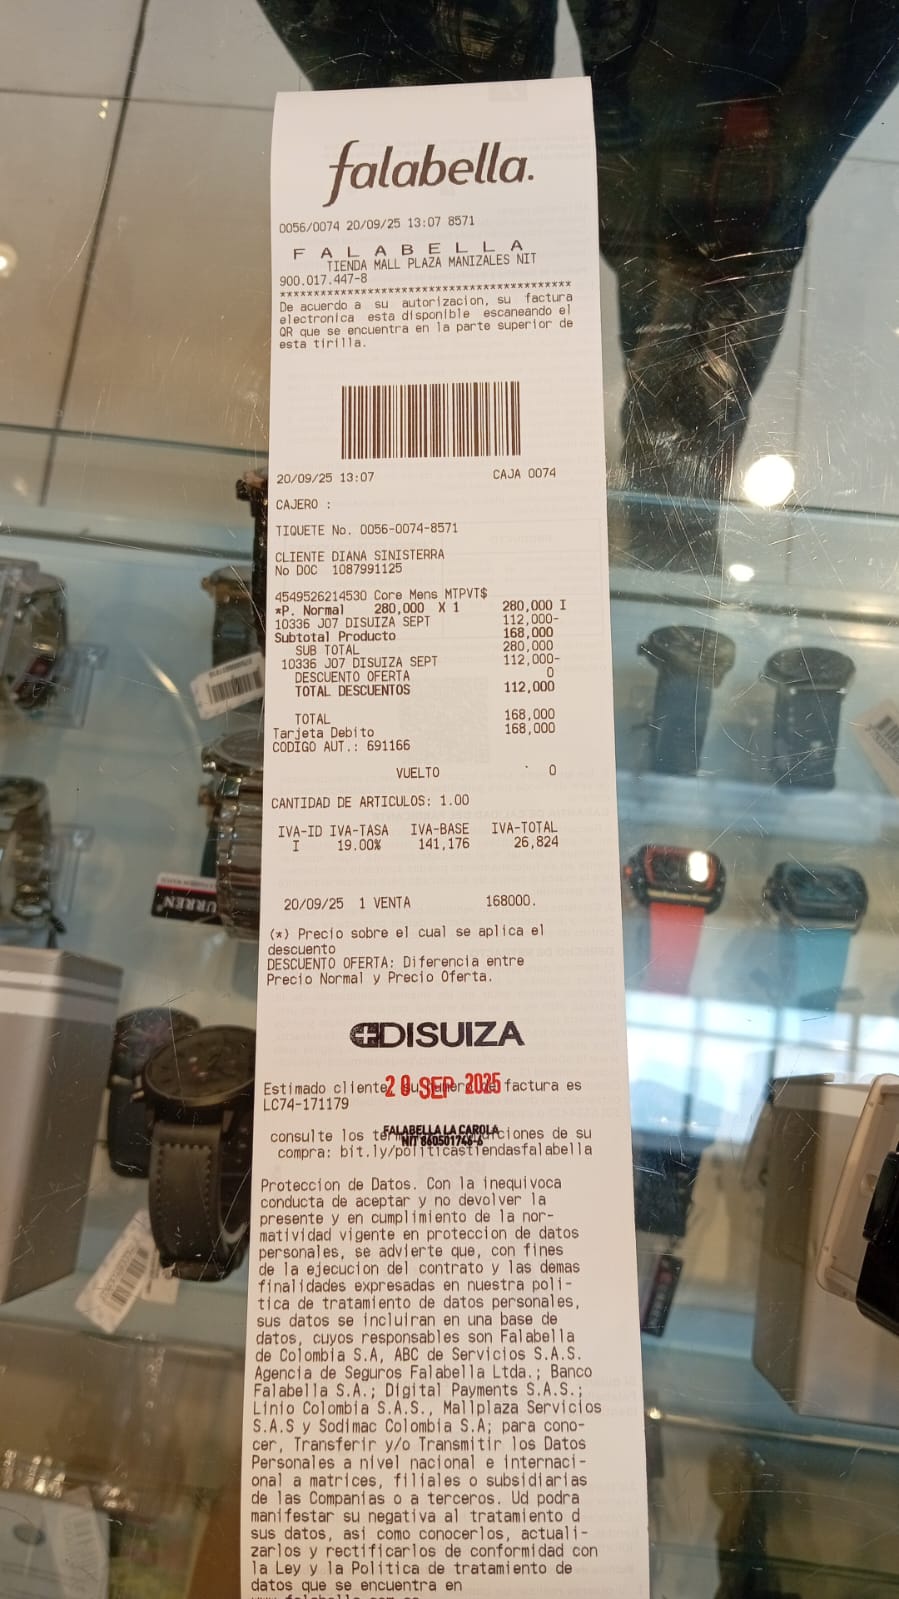 falabella.
0056/0074 20/09/25 13:07 8571
F A L A B E L L A
TIENDA MALL PLAZA MANIZALES NIT
900.017.447-8
De acuerdo a su autorizacion, su factura
electronica esta disponible escaneando el
QR que se encuentra en la parte superior de
esta tirilla.
20/09/25 13:07 CAJA 0074
CAJERO :
TIQUETE No. 0056-0074-8571
CLIENTE DIANA SINISTERRA
No DOC 1087991125
4549526214530 Core Mens MTPVT$
*P. Normal 280,000 X 1 280,000 I
10336 J07 DISUIZA SEPT 112,000-
Subtotal Producto 168,000
SUB TOTAL 280,000
10336 J07 DISUIZA SEPT 112,000-
DESCUENTO OFERTA 0
TOTAL DESCUENTOS 112,000
TOTAL 168,000
Tarjeta Debito 168,000
CODIGO AUT.: 691166
VUELTO 0
CANTIDAD DE ARTICULOS: 1.00
IVA-ID IVA-TASA IVA-BASE IVA-TOTAL
I 19.00% 141,176 26,824
20/09/25 1 VENTA 168000.
(*) Precio sobre el cual se aplica el
descuento
DESCUENTO OFERTA: Diferencia entre
Precio Normal y Precio Oferta.
DISUIZA
Estimado cliente, su factura es
20 SEP 2025
LC74-171179
FALABELLA LA CAROLA
NIT 860501746-6
consulte los de su
compra: bit.ly/politicastiendasfalabella
Proteccion de Datos. Con la inequivoca
conducta de aceptar y no devolver la
presente y en cumplimiento de la nor-
matividad vigente en proteccion de datos
personales, se advierte que, con fines
de la ejecucion del contrato y las demas
finalidades expresadas en nuestra poli-
tica de tratamiento de datos personales,
sus datos se incluiran en una base de
datos, cuyos responsables son Falabella
de Colombia S.A, ABC de Servicios S.A.S.
Agencia de Seguros Falabella Ltda.; Banco
Falabella S.A.; Digital Payments S.A.S.;
Linio Colombia S.A.S., Mallplaza Servicios
S.A.S y Sodimac Colombia S.A; para cono-
cer, Transferir y/o Transmitir los Datos
Personales a nivel nacional e internaci-
onal a matrices, filiales o subsidiarias
de las Companias o a terceros. Ud podra
manifestar su negativa al tratamiento d
sus datos, asi como conocerlos, actuali-
zarlos y rectificarlos de conformidad con
la Ley y la Politica de tratamiento de
datos que se encuentra en
CURREN